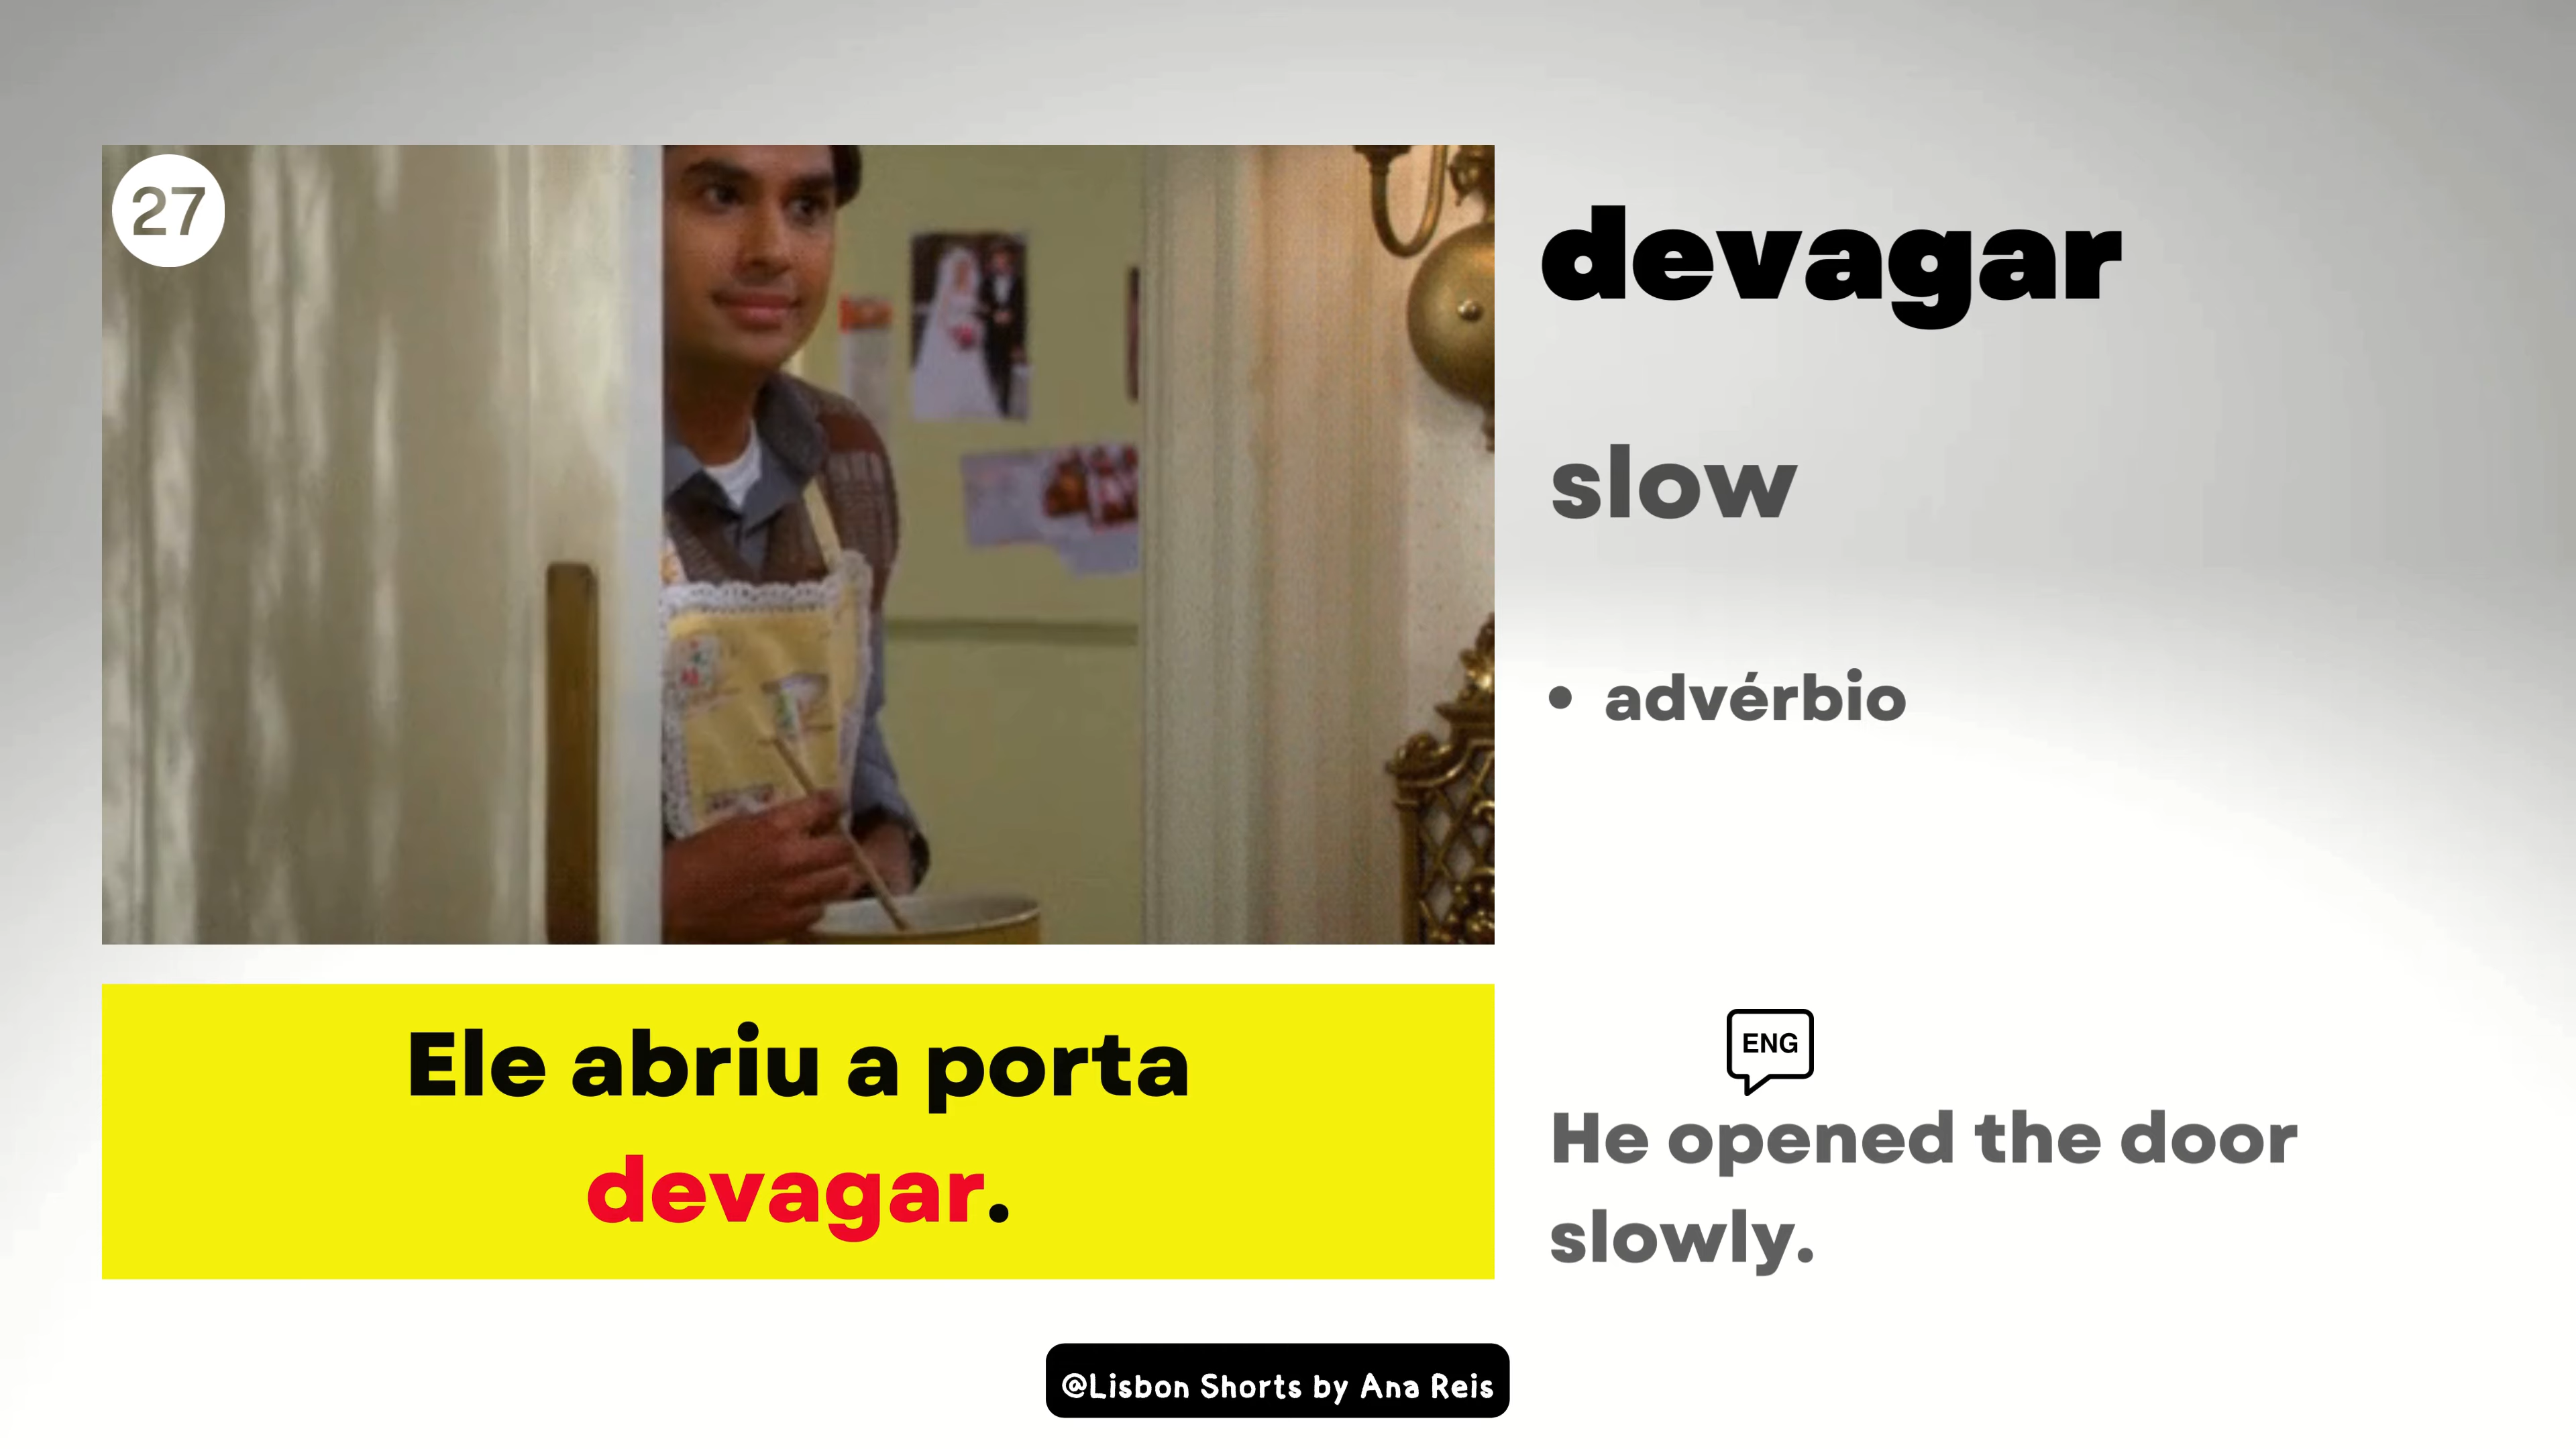 27
devagar
slow
• advérbio
Ele abriu a porta
devagar.
ENG
He opened the door
slowly.
@Lisbon Shorts by Ana Reis